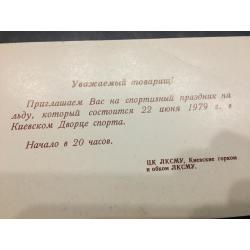 Уважаемый товарищ!
Приглашаем Вас на спортивный праздник на
льду, который состоится 22 июня 1979 г. в
Киевском Дворце спорта.
Начало в 20 часов.
ЦК ЛКСМУ, Киевские горком
и обком ЛКСМУ.